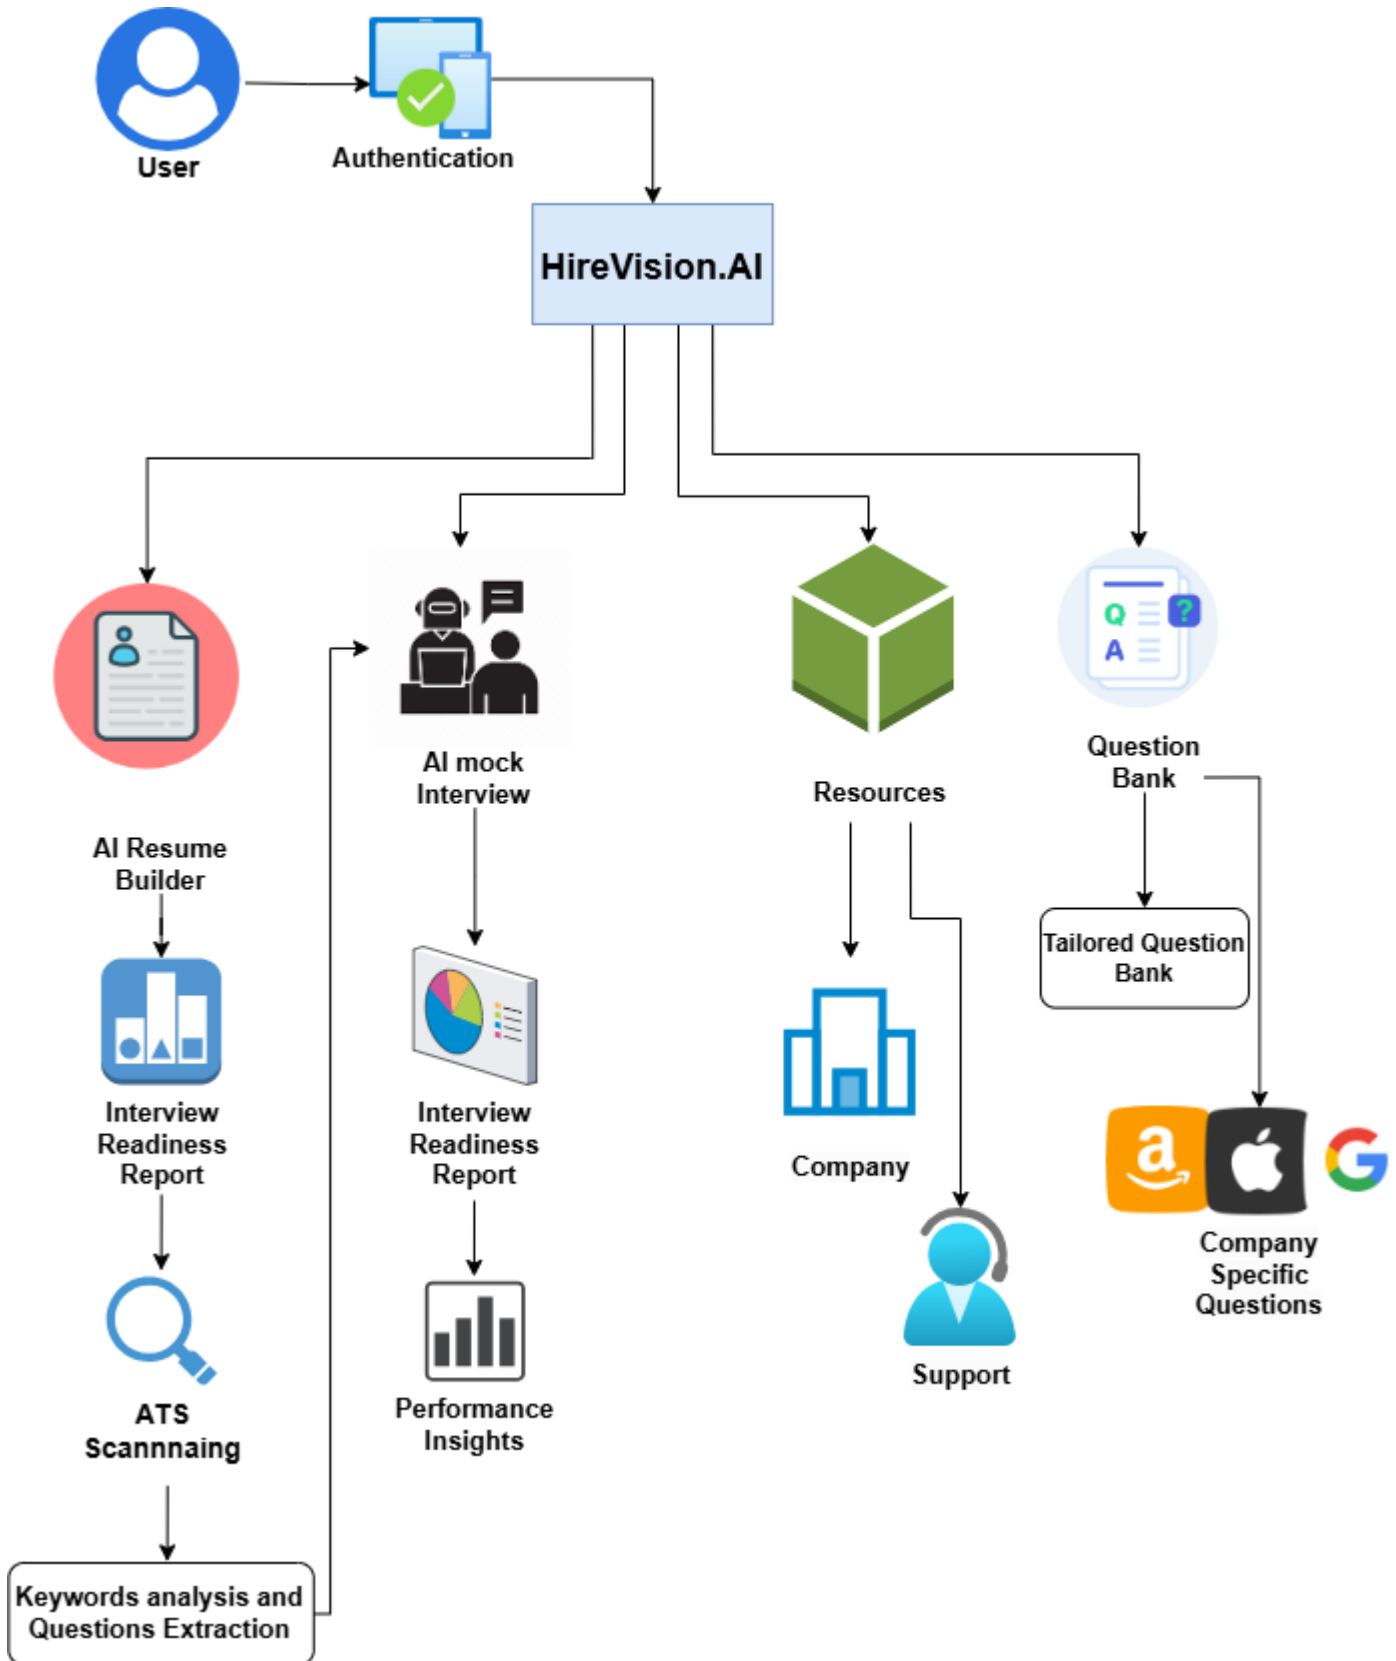 User
Authentication
HireVision.AI
AI Resume
Builder
Interview
Readiness
Report
ATS
Scannnaing
Keywords analysis and
Questions Extraction
AI mock
Interview
Interview
Readiness
Report
Performance
Insights
Resources
Company
Support
Q
A
?
Question
Bank
Tailored Question
Bank
a
G
Company
Specific
Questions